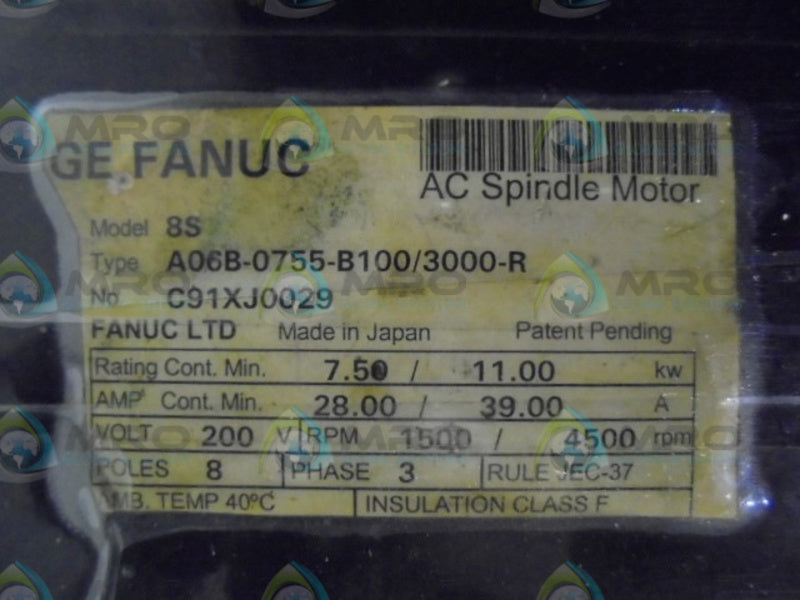 GE FANUC
AC Spindle Motor
Model 8S
Type A06B-0755-B100/3000-R
No C91XJ0029
FANUC LTD Made in Japan Patent Pending
Rating Cont. Min. 7.50 / 11.00 kw
AMP Cont. Min. 28.00 / 39.00 A
VOLT 200 V RPM 1500 / 4500 rpm
POLES 8 PHASE 3 RULE JEC-37
AMB. TEMP 40ºC INSULATION CLASS F